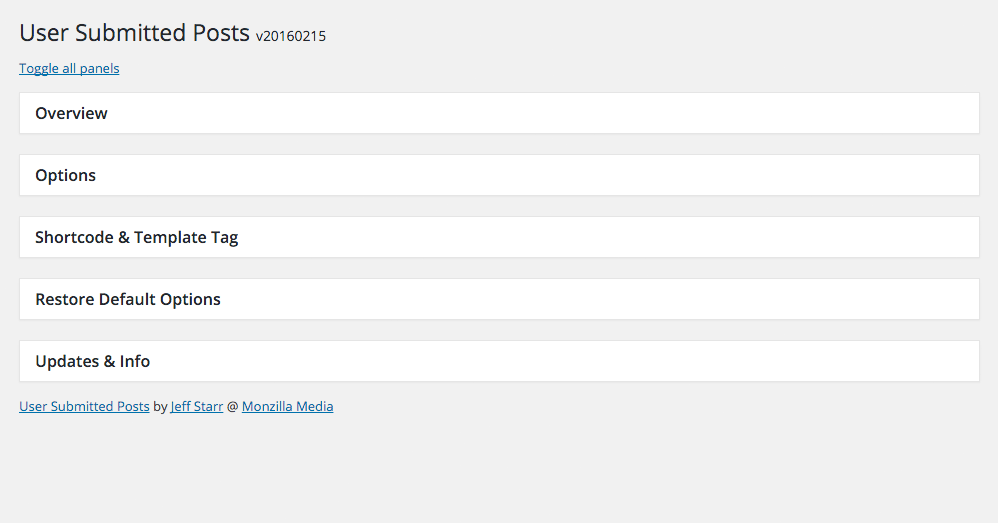 User Submitted Posts v20160215
Toggle all panels
Overview
Options
Shortcode & Template Tag
Restore Default Options
Updates & Info
User Submitted Posts by Jeff Starr @ Monzilla Media